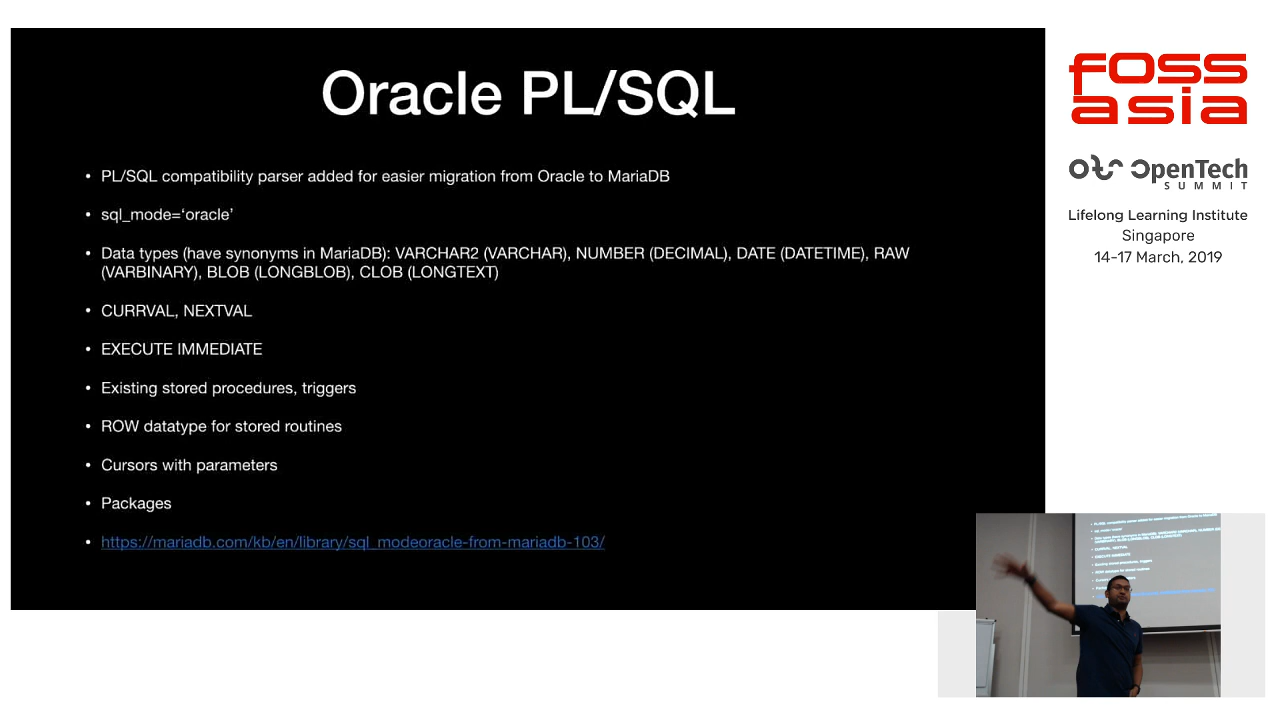 Oracle PL/SQL
• PL/SQL compatibility parser added for easier migration from Oracle to MariaDB
• sql_mode=‘oracle’
• Data types (have synonyms in MariaDB): VARCHAR2 (VARCHAR), NUMBER (DECIMAL), DATE (DATETIME), RAW
(VARBINARY), BLOB (LONGBLOB), CLOB (LONGTEXT)
• CURRVAL, NEXTVAL
• EXECUTE IMMEDIATE
• Existing stored procedures, triggers
• ROW datatype for stored routines
• Cursors with parameters
• Packages
• https://mariadb.com/kb/en/library/sql_modeoracle-from-mariadb-103/
fossasia
OpenTech
SUMMIT
Lifelong Learning Institute
Singapore
14-17 March, 2019